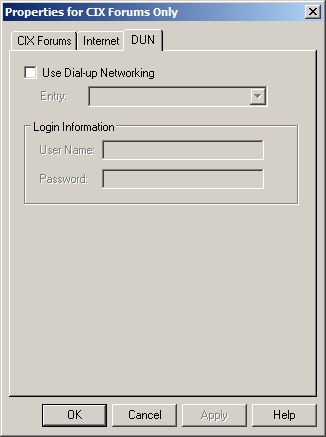 Properties for CIX Forums Only
CIX Forums Internet DUN
Use Dial-up Networking
Entry:
Login Information
User Name:
Password:
OK Cancel Apply Help